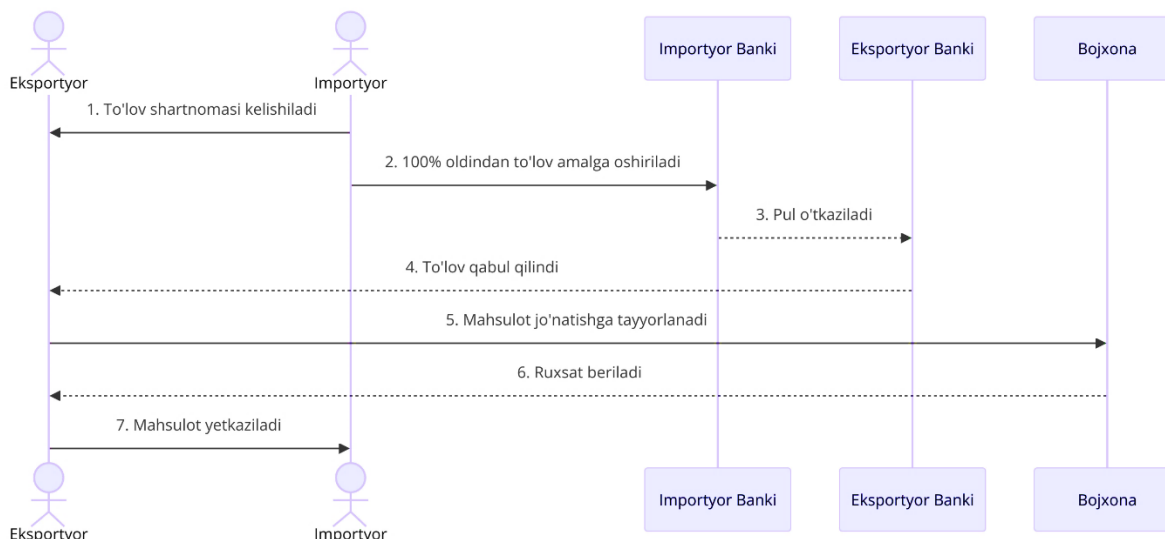 Eksportyor
Importyor
Importyor Banki
Eksportyor Banki
Bojxona
1. To'lov shartnomasi kelishiladi
2. 100% oldindan to'lov amalga oshiriladi
3. Pul o'tkaziladi
4. To'lov qabul qilindi
5. Mahsulot jo'natishga tayyorlanadi
6. Ruxsat beriladi
7. Mahsulot yetkaziladi
Eksportyor
Importyor
Importyor Banki
Eksportyor Banki
Bojxona